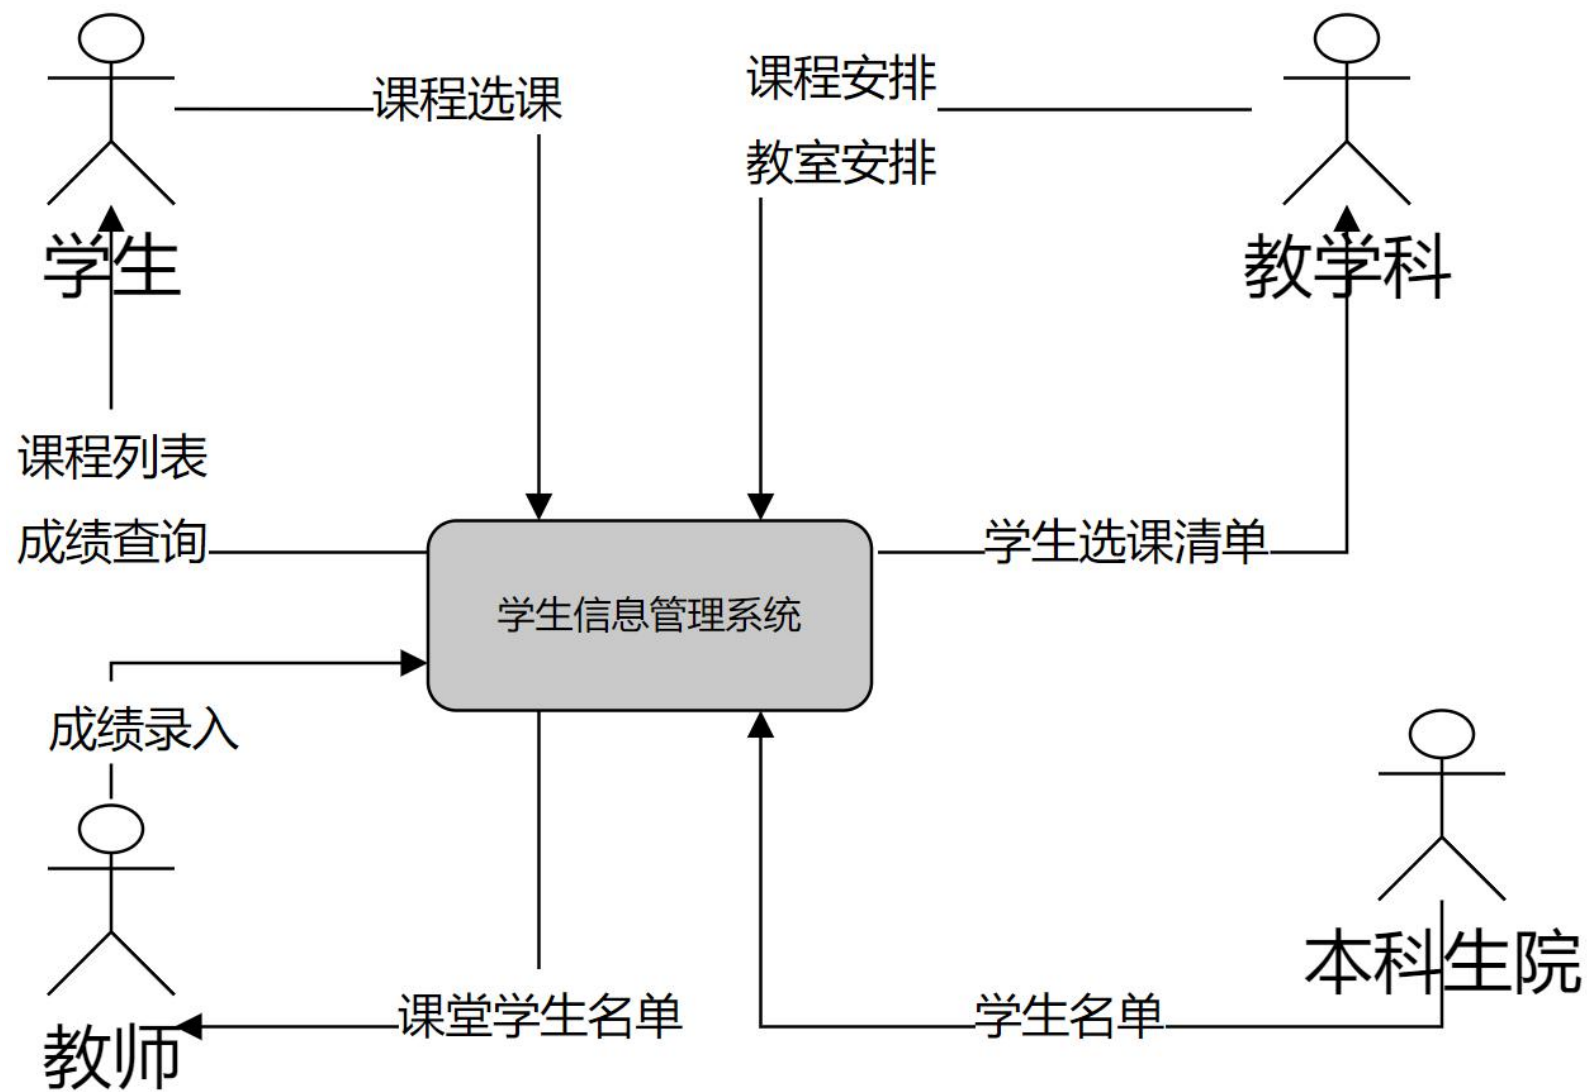 课程选课
课程安排
教室安排
学生
教学科
课程列表
成绩查询
学生选课清单
学生信息管理系统
成绩录入
本科生院
课堂学生名单
学生名单
教师